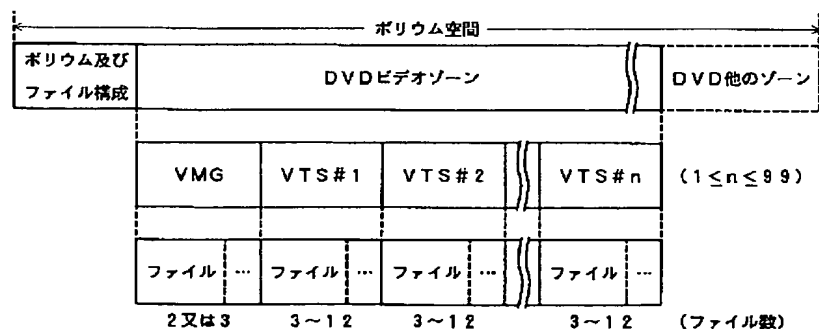 ボリウム空間
ボリウム及び
ファイル構成
DVDビデオゾーン
DVD他のゾーン
VMG
VTS#1
VTS#2
VTS#n
(1≤n≤99)
ファイル
…
ファイル
…
ファイル
…
ファイル
…
2又は3
3~12
3~12
3~12
(ファイル数)